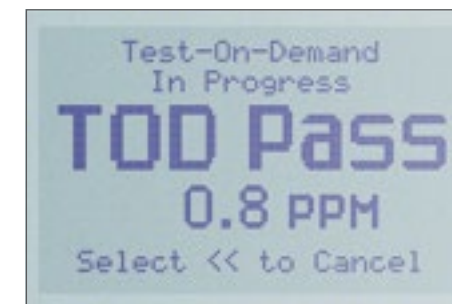 Test-On-Demand
In Progress
TOD Pass
0.8 PPM
Select << to Cancel